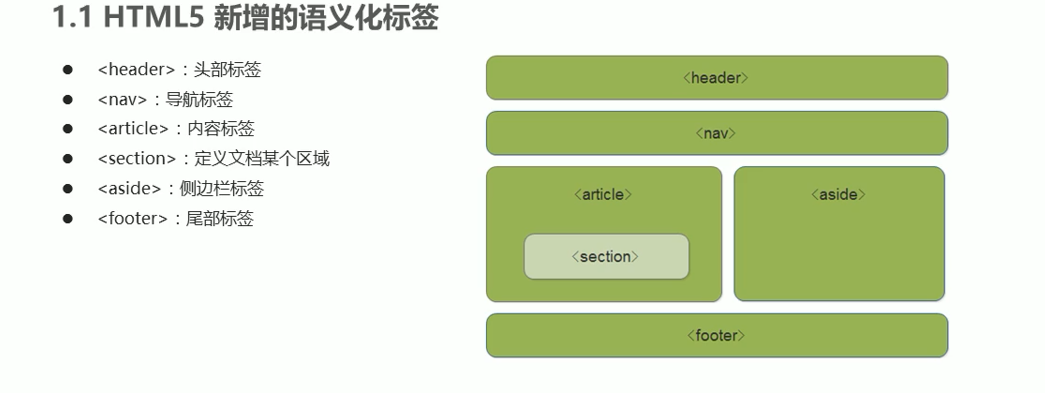 1.1 HTML5 新增的语义化标签
● <header>：头部标签
● <nav>：导航标签
● <article>：内容标签
● <section>：定义文档某个区域
● <aside>：侧边栏标签
● <footer>：尾部标签
<header>
<nav>
<article>
<aside>
<section>
<footer>